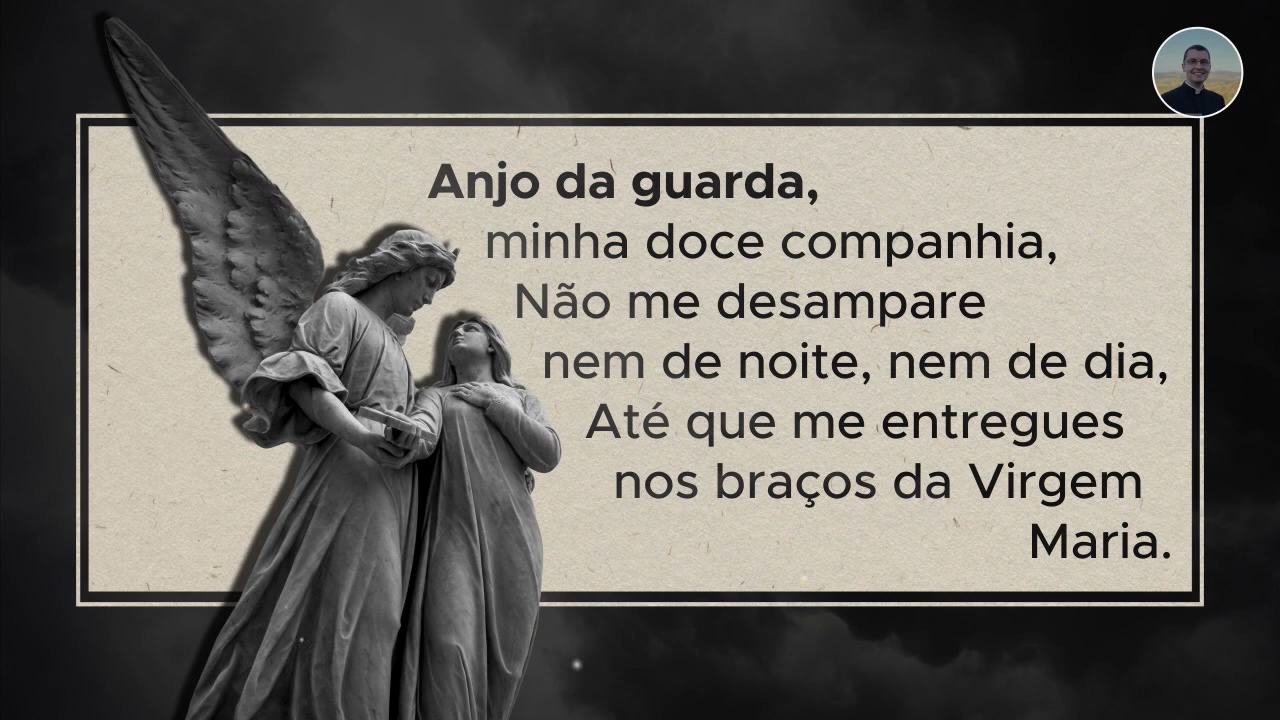 Anjo da guarda,
minha doce companhia,
Não me desampare
nem de noite, nem de dia,
Até que me entregues
nos braços da Virgem
Maria.